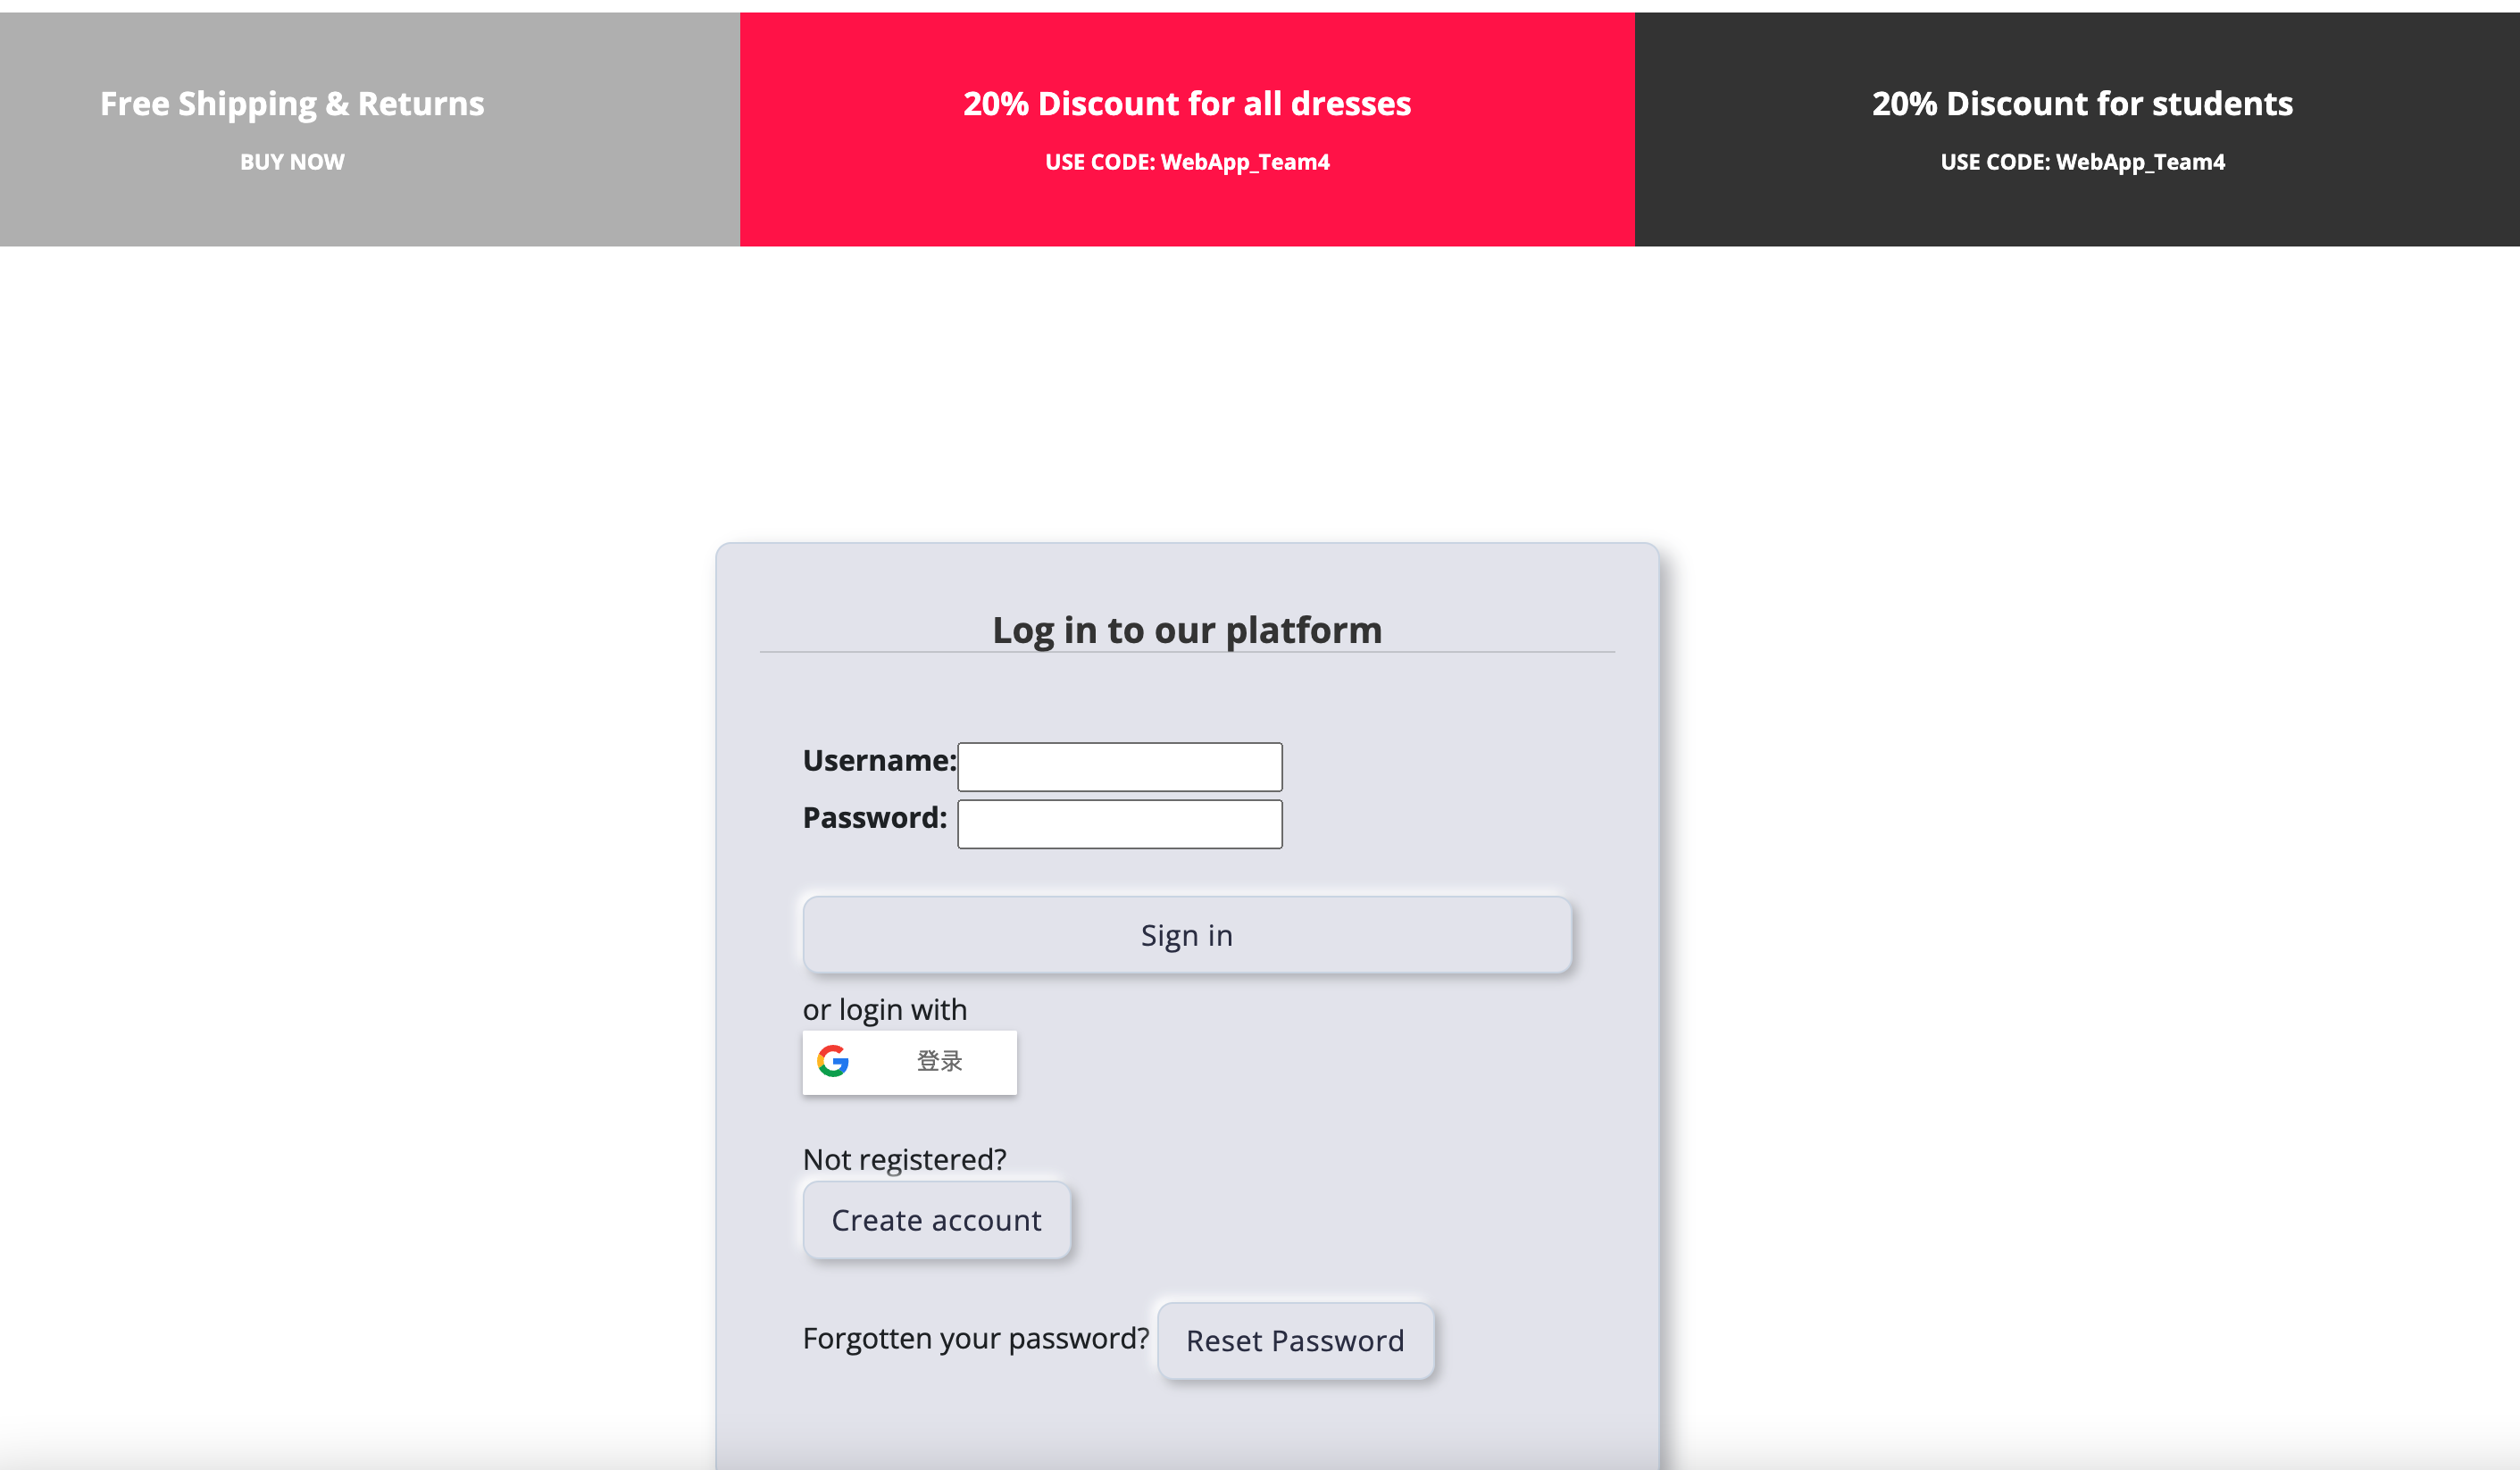 Free Shipping & Returns
BUY NOW
20% Discount for all dresses
USE CODE: WebApp_Team4
20% Discount for students
USE CODE: WebApp_Team4
Log in to our platform
Username:
Password:
Sign in
or login with
登录
Not registered?
Create account
Forgotten your password? Reset Password